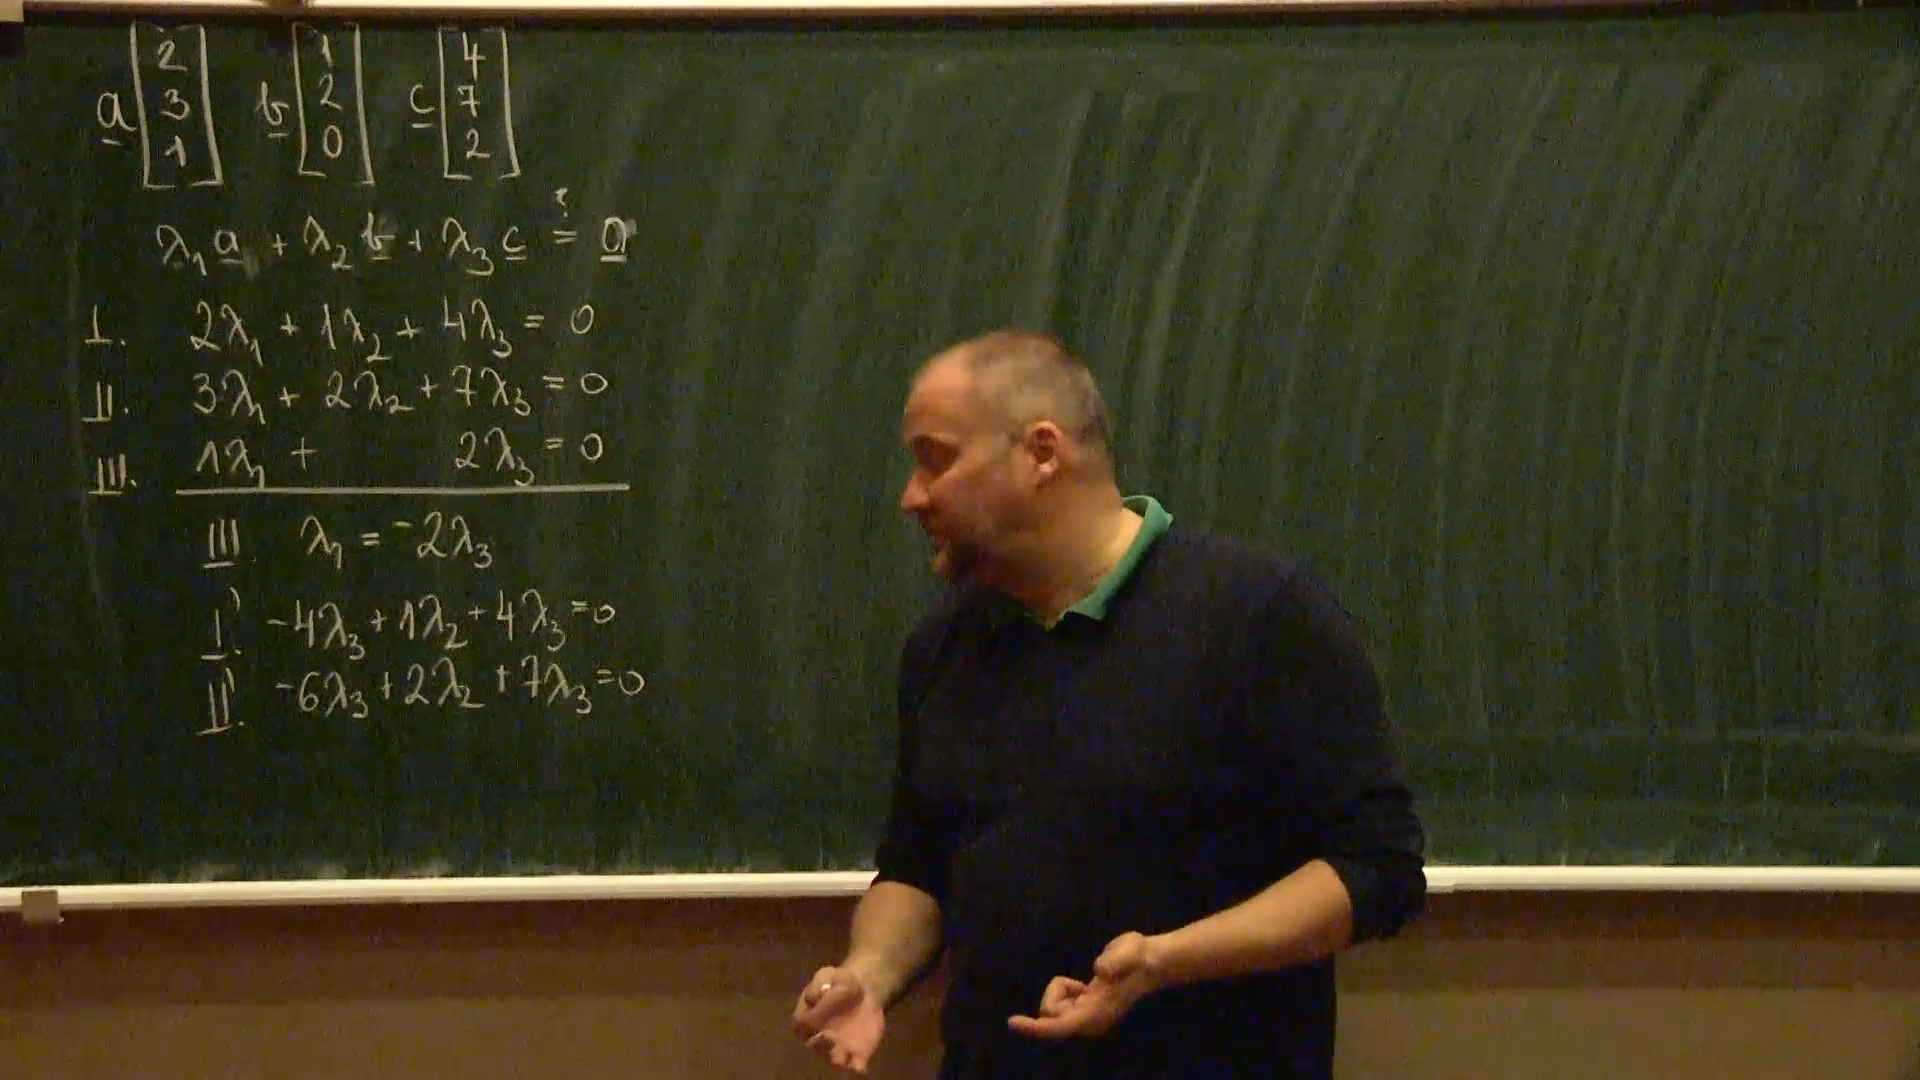 a [2 3 1] b [1 2 0] c [4 7 2]
λ₁a + λ₂b + λ₃c ≟ 0
I. 2λ₁ + 1λ₂ + 4λ₃ = 0
II. 3λ₁ + 2λ₂ + 7λ₃ = 0
III. 1λ₁ + 2λ₃ = 0
III λ₁ = -2λ₃
I'. -4λ₃ + 1λ₂ + 4λ₃ = 0
II'. -6λ₃ + 2λ₂ + 7λ₃ = 0